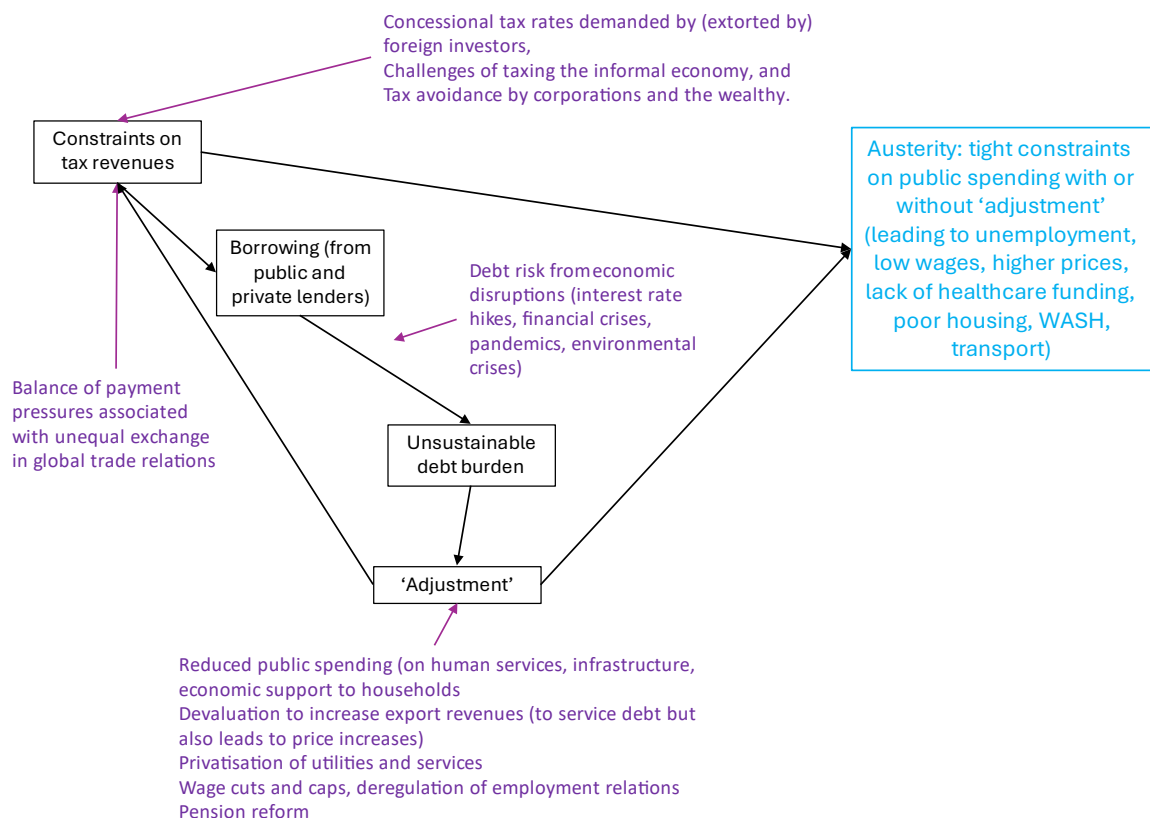 Concessional tax rates demanded by (extorted by)
foreign investors,
Challenges of taxing the informal economy, and
Tax avoidance by corporations and the wealthy.
Constraints on
tax revenues
Austerity: tight constraints
on public spending with or
without ‘adjustment’
(leading to unemployment,
low wages, higher prices,
lack of healthcare funding,
poor housing, WASH,
transport)
Borrowing (from
public and
private lenders)
Debt risk from economic
disruptions (interest rate
hikes, financial crises,
pandemics, environmental
crises)
Balance of payment
pressures associated
with unequal exchange
in global trade relations
Unsustainable
debt burden
‘Adjustment’
Reduced public spending (on human services, infrastructure,
economic support to households
Devaluation to increase export revenues (to service debt but
also leads to price increases)
Privatisation of utilities and services
Wage cuts and caps, deregulation of employment relations
Pension reform